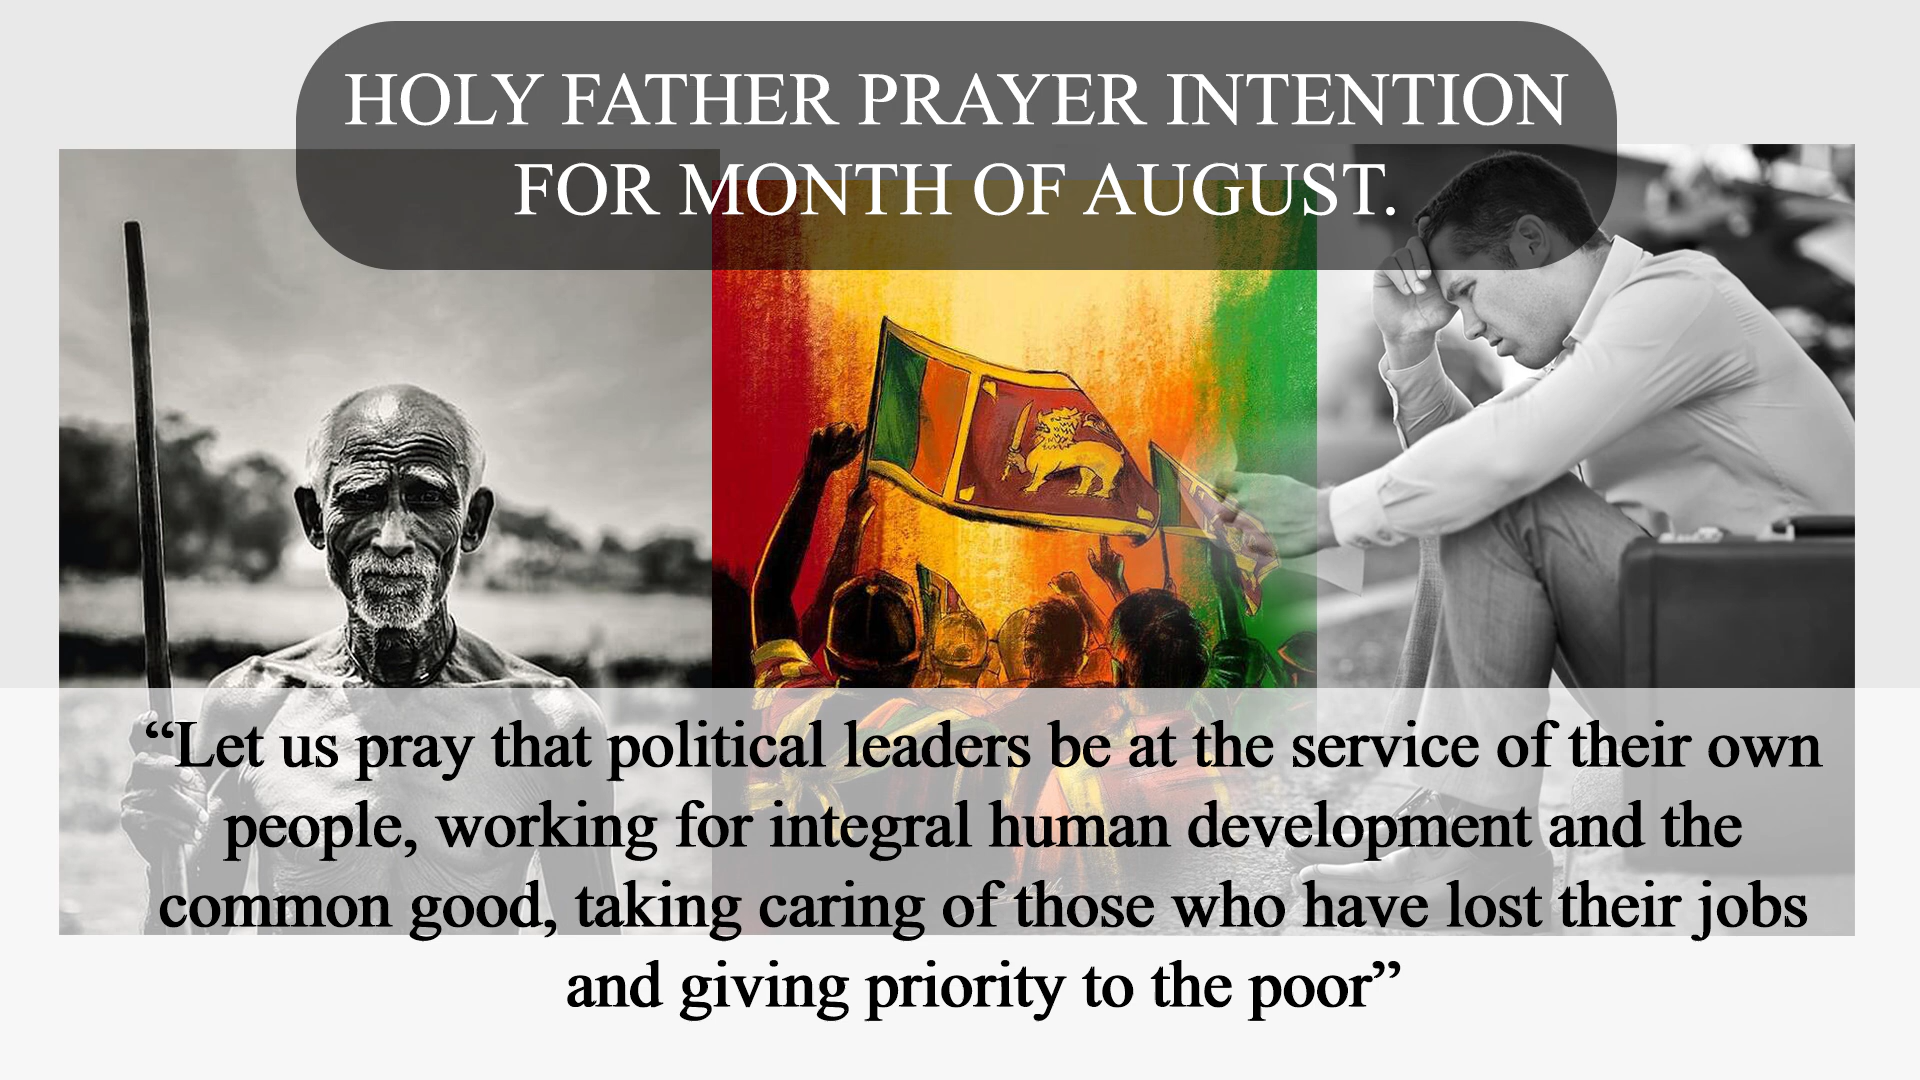 HOLY FATHER PRAYER INTENTION
FOR MONTH OF AUGUST.
“Let us pray that political leaders be at the service of their own
people, working for integral human development and the
common good, taking caring of those who have lost their jobs
and giving priority to the poor”